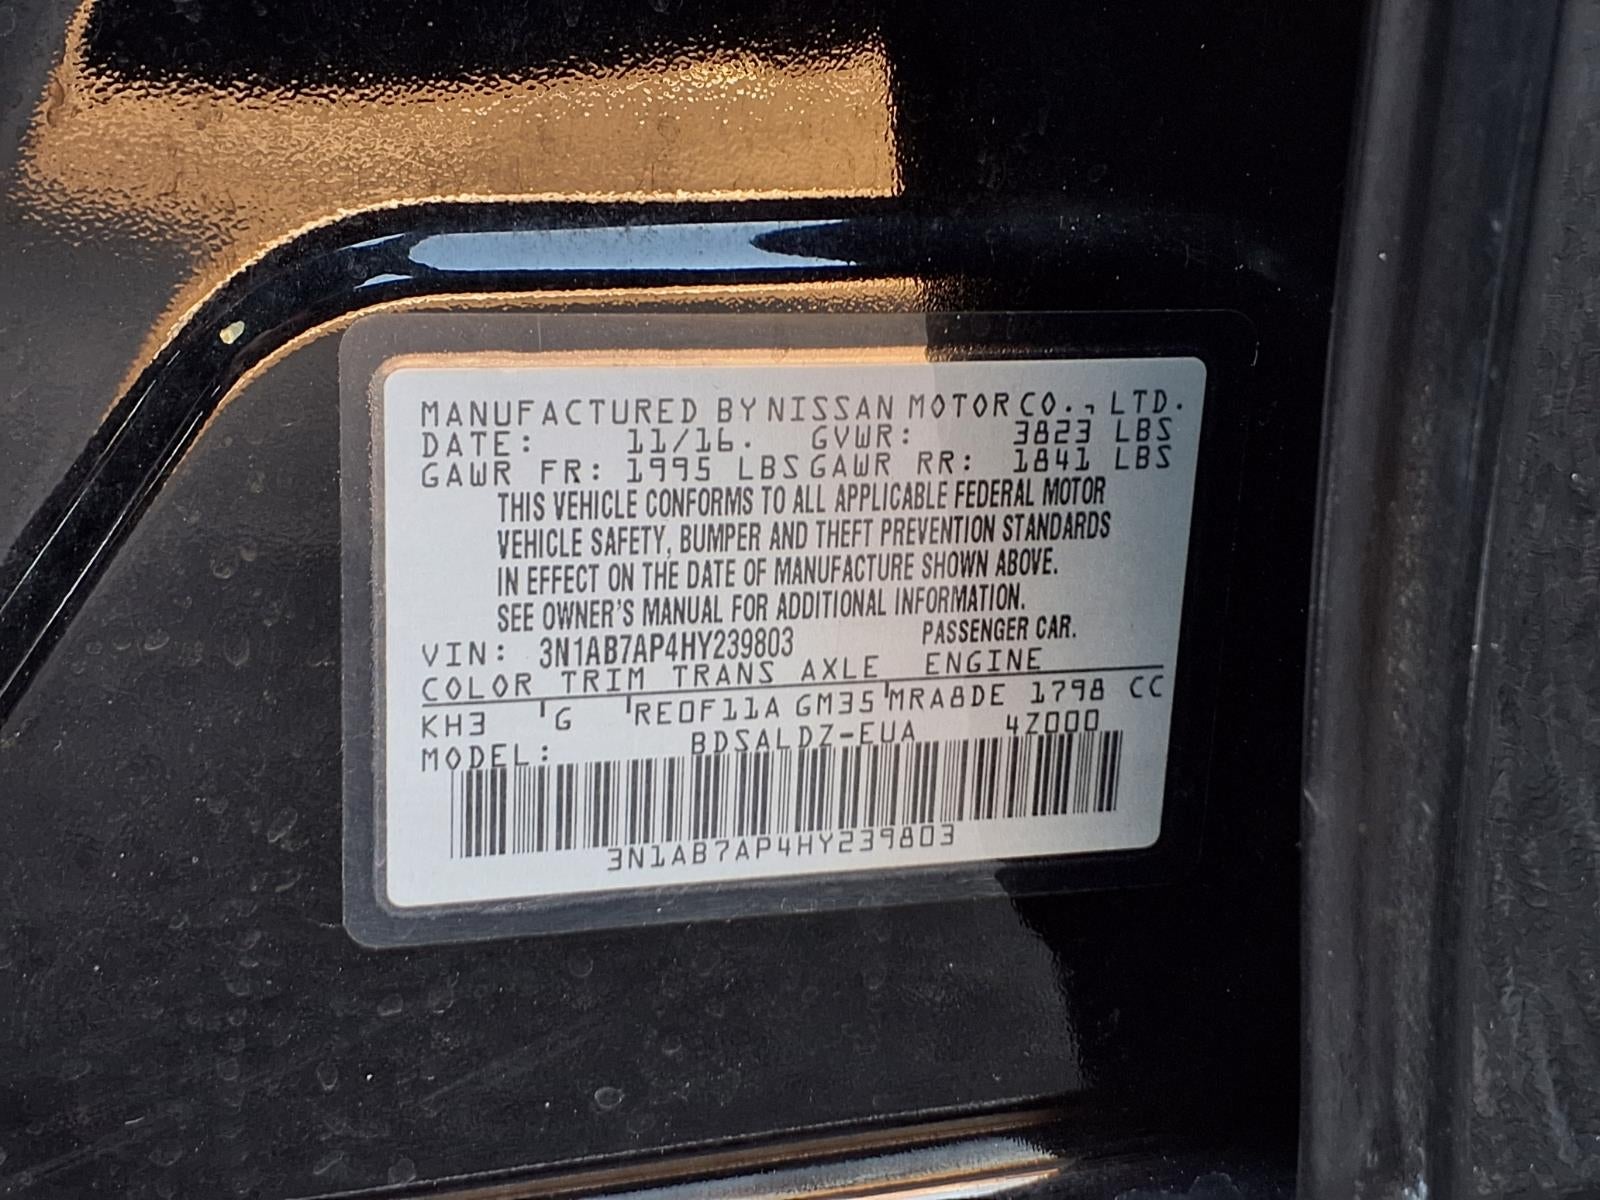 MANUFACTURED BY NISSAN MOTOR CO., LTD.
DATE: 11/16. GVWR: 3823 LBS
GAWR FR: 1995 LBS GAWR RR: 1841 LBS
THIS VEHICLE CONFORMS TO ALL APPLICABLE FEDERAL MOTOR
VEHICLE SAFETY, BUMPER AND THEFT PREVENTION STANDARDS
IN EFFECT ON THE DATE OF MANUFACTURE SHOWN ABOVE.
SEE OWNER'S MANUAL FOR ADDITIONAL INFORMATION.
VIN: 3N1AB7AP4HY239803 PASSENGER CAR.
COLOR TRIM TRANS AXLE ENGINE
KH3 G RE0F11A GM35 MRA8DE 1798 CC
MODEL: BDSALDZ-EUA 4Z000
3N1AB7AP4HY239803